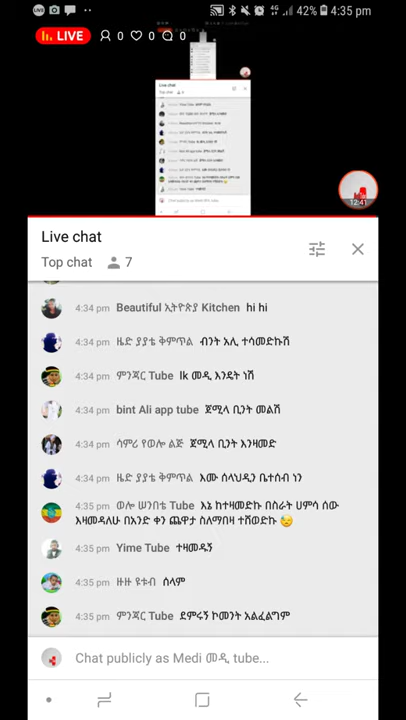 42% 4:35 pm
LIVE 0 0 0
12:41
Live chat
Top chat 7
4:34 pm Beautiful ኢትዮጵያ Kitchen hi hi
4:34 pm ዜድ ያያቴ ቅምጥል ብንት አሊ ተሳመድኩሽ
4:34 pm ምንጃር Tube lk መዲ እንዴት ነሽ
4:34 pm bint Ali app tube ጀሚላ ቢንት መልሽ
4:34 pm ሳምሪ የወሎ ልጅ ጀሚላ ቢንት እንዛመድ
4:34 pm ዜድ ያያቴ ቅምጥል እሙ ሰላህዲን ቤተሰብ ነን
4:35 pm ወሎ ሠንበቴ Tube እኔ ከተዛመድኩ በስራት ሀምሳ ሰው
እዛመዳለሁ በአንድ ቀን ጨዋታ ስለማበዛ ተሸወድኩ 😓
4:35 pm Yime Tube ተዛመዱኝ
4:35 pm ዙዙ ዩቱብ ሰላም
4:35 pm ምንጃር Tube ደምሩኝ ኮመንት አልፈልግም
Chat publicly as Medi መዲ tube...